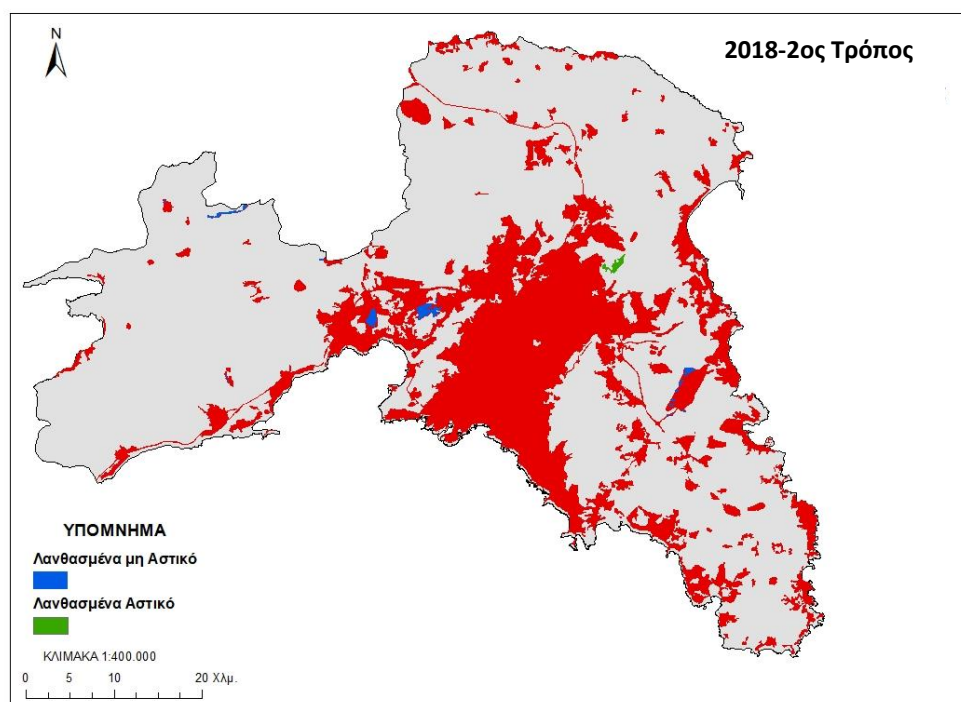 N
2018-2ος Τρόπος
ΥΠΟΜΝΗΜΑ
Λανθασμένα μη Αστικό
Λανθασμένα Αστικό
ΚΛΙΜΑΚΑ 1:400.000
0 5 10 20 Χλμ.